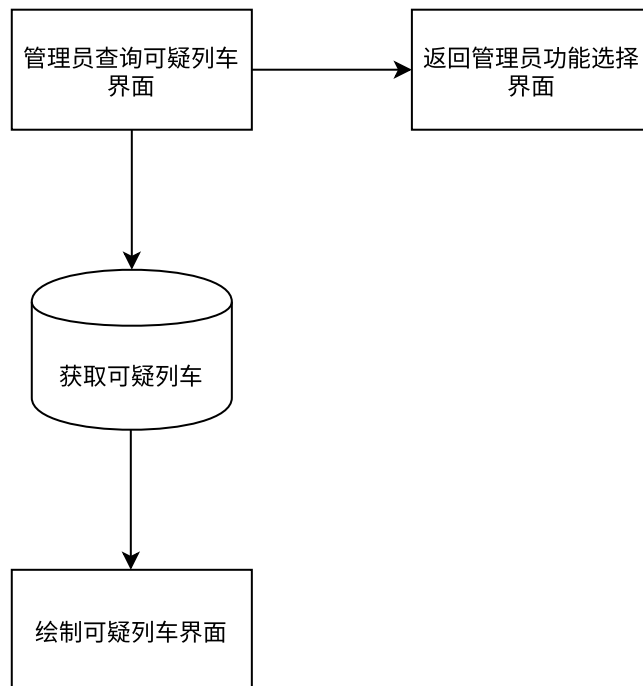 管理员查询可疑列车
界面
返回管理员功能选择
界面
获取可疑列车
绘制可疑列车界面